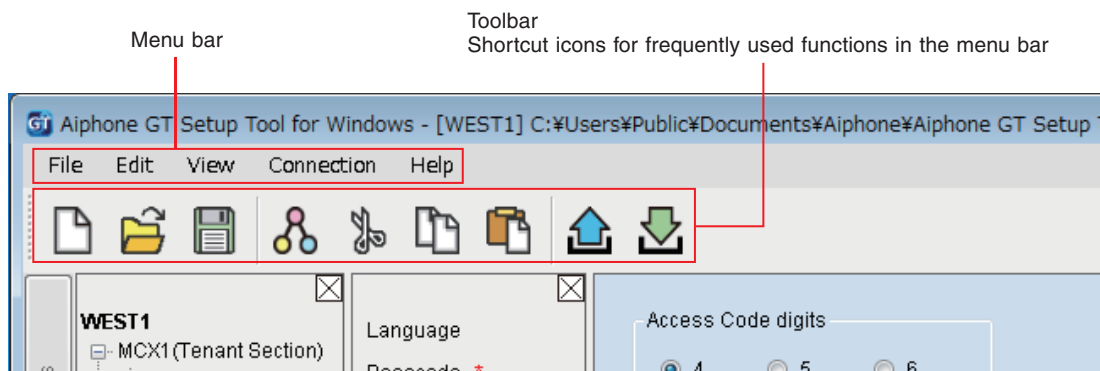 Toolbar
Menu bar
Shortcut icons for frequently used functions in the menu bar
GT Aiphone GT Setup Tool for Windows - [WEST1] C:¥Users¥Public¥Documents¥Aiphone¥Aiphone GT Setup
File Edit View Connection Help
WEST1
MCX1(Tenant Section)
Language
Passcode *
Access Code digits
4 5 6